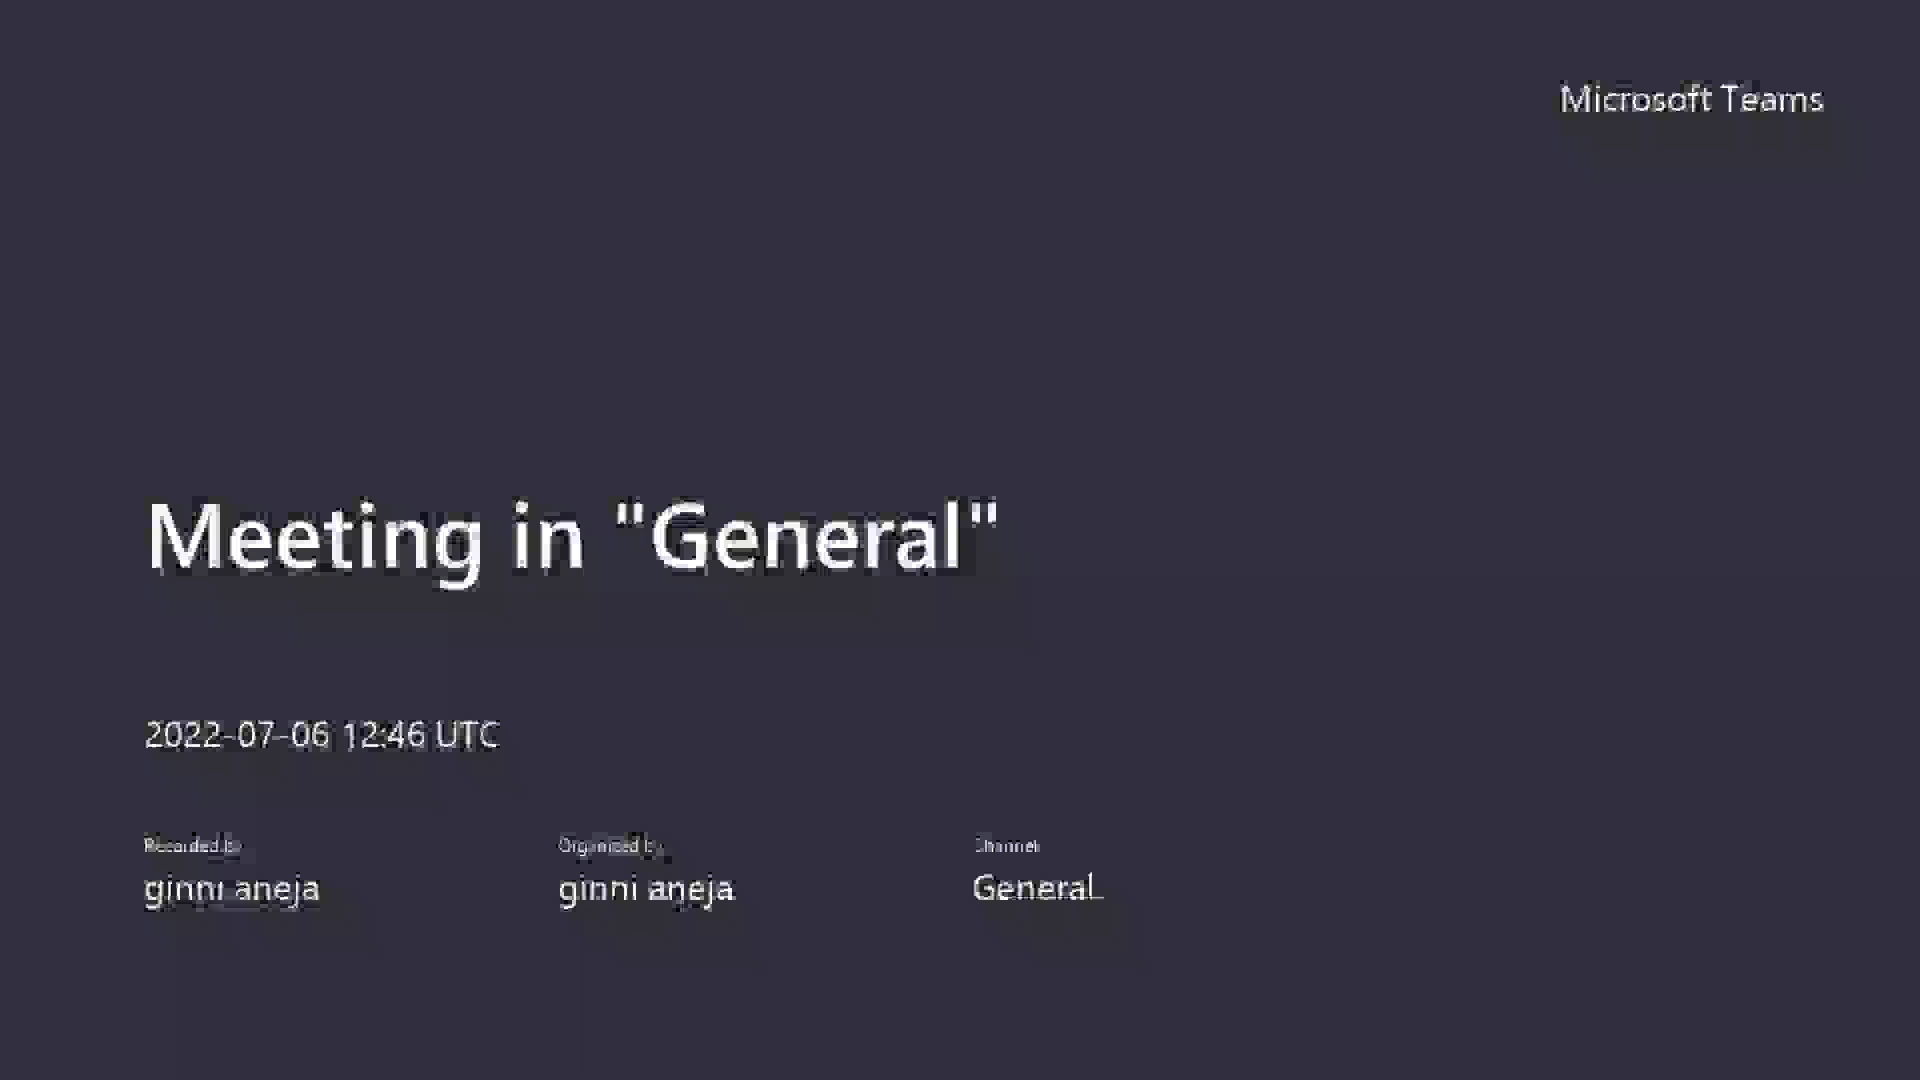 Microsoft Teams
Meeting in "General"
2022-07-06 12:46 UTC
Recorded by
Organized by
Channel
ginni aneja
ginni aneja
General